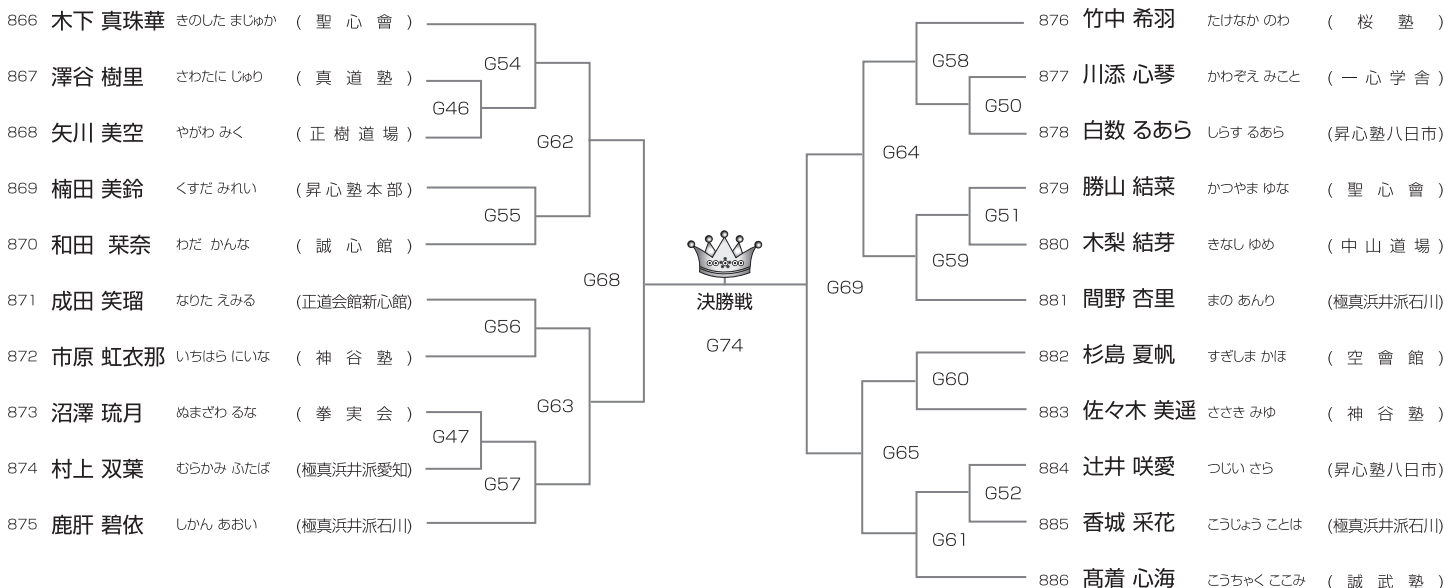 866 木下 真珠華 きのした まじゅか (聖心會)
867 澤谷 樹里 さわたに じゅり (真道塾)
868 矢川 美空 やがわ みく (正樹道場)
869 楠田 美鈴 くすだ みれい (昇心塾本部)
870 和田 栞奈 わだ かんな (誠心館)
871 成田 笑瑠 なりた えみる (正道会館新心館)
872 市原 虹衣那 いちはら にいな (神谷塾)
873 沼澤 琉月 ぬまざわ るな (拳実会)
874 村上 双葉 むらかみ ふたば (極真浜井派愛知)
875 鹿肝 碧依 しかん あおい (極真浜井派石川)
G54
G46
G62
G55
G68
G56
G63
G47
G57
決勝戦
G74
G58
G50
G64
G51
G59
G69
G60
G65
G52
G61
876 竹中 希羽 たけなか のわ (桜塾)
877 川添 心琴 かわぞえ みこと (一心学舎)
878 白数 るあら しらす るあら (昇心塾八日市)
879 勝山 結菜 かつやま ゆな (聖心會)
880 木梨 結芽 きなし ゆめ (中山道場)
881 間野 杏里 まの あんり (極真浜井派石川)
882 杉島 夏帆 すぎしま かほ (空會館)
883 佐々木 美遥 ささき みゆ (神谷塾)
884 辻井 咲愛 つじい さら (昇心塾八日市)
885 香城 采花 こうじょう ことは (極真浜井派石川)
886 髙着 心海 こうちゃく ここみ (誠武塾)